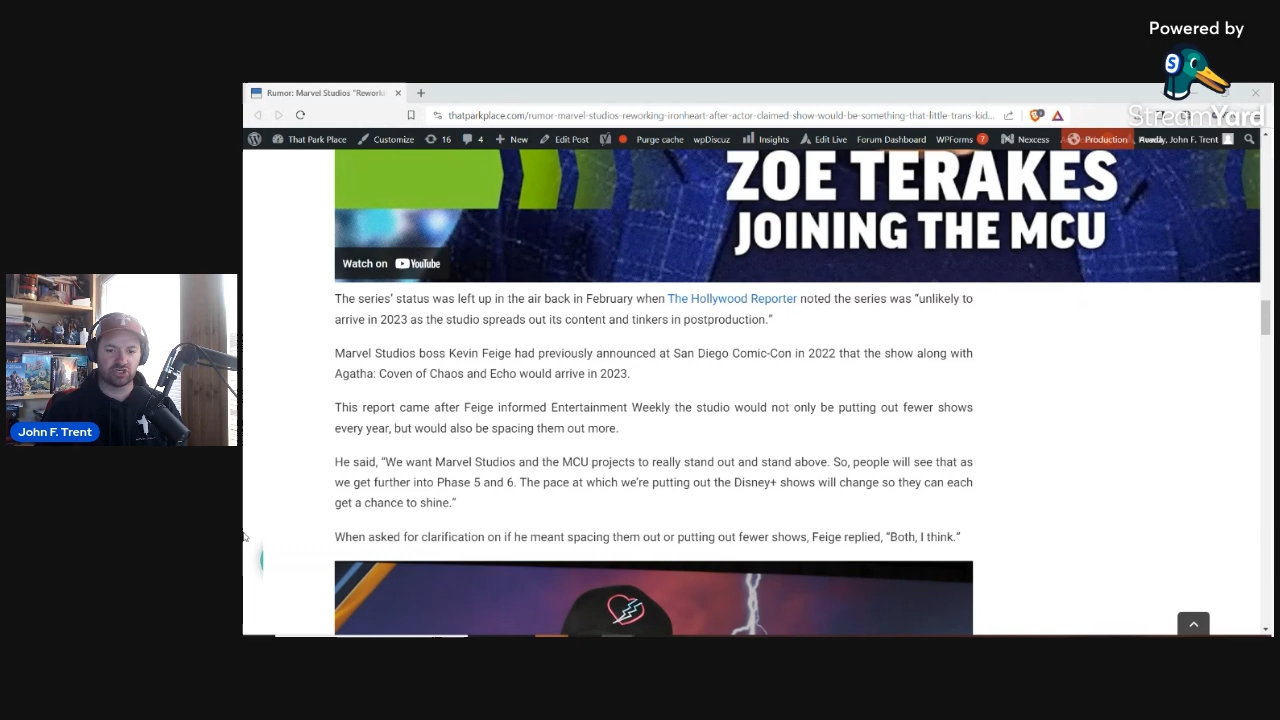 Powered by
S
StreamYard
Rumor: Marvel Studios "Rework
thatparkplace.com/rumor-marvel-studios-reworking-ironheart-after-actor-claimed-show-would-be-something-that-little-trans-kid...
That Park Place Customize 16 4 New Edit Post Purge cache wpDiscuz Insights Edit Live Forum Dashboard WPForms 7 Nexcess Production Howdy, John F. Trent
ZOE TERAKES
JOINING THE MCU
Watch on YouTube
The series' status was left up in the air back in February when The Hollywood Reporter noted the series was “unlikely to
arrive in 2023 as the studio spreads out its content and tinkers in postproduction.”
Marvel Studios boss Kevin Feige had previously announced at San Diego Comic-Con in 2022 that the show along with
Agatha: Coven of Chaos and Echo would arrive in 2023.
This report came after Feige informed Entertainment Weekly the studio would not only be putting out fewer shows
every year, but would also be spacing them out more.
He said, “We want Marvel Studios and the MCU projects to really stand out and stand above. So, people will see that as
we get further into Phase 5 and 6. The pace at which we're putting out the Disney+ shows will change so they can each
get a chance to shine.”
When asked for clarification on if he meant spacing them out or putting out fewer shows, Feige replied, “Both, I think.”
John F. Trent